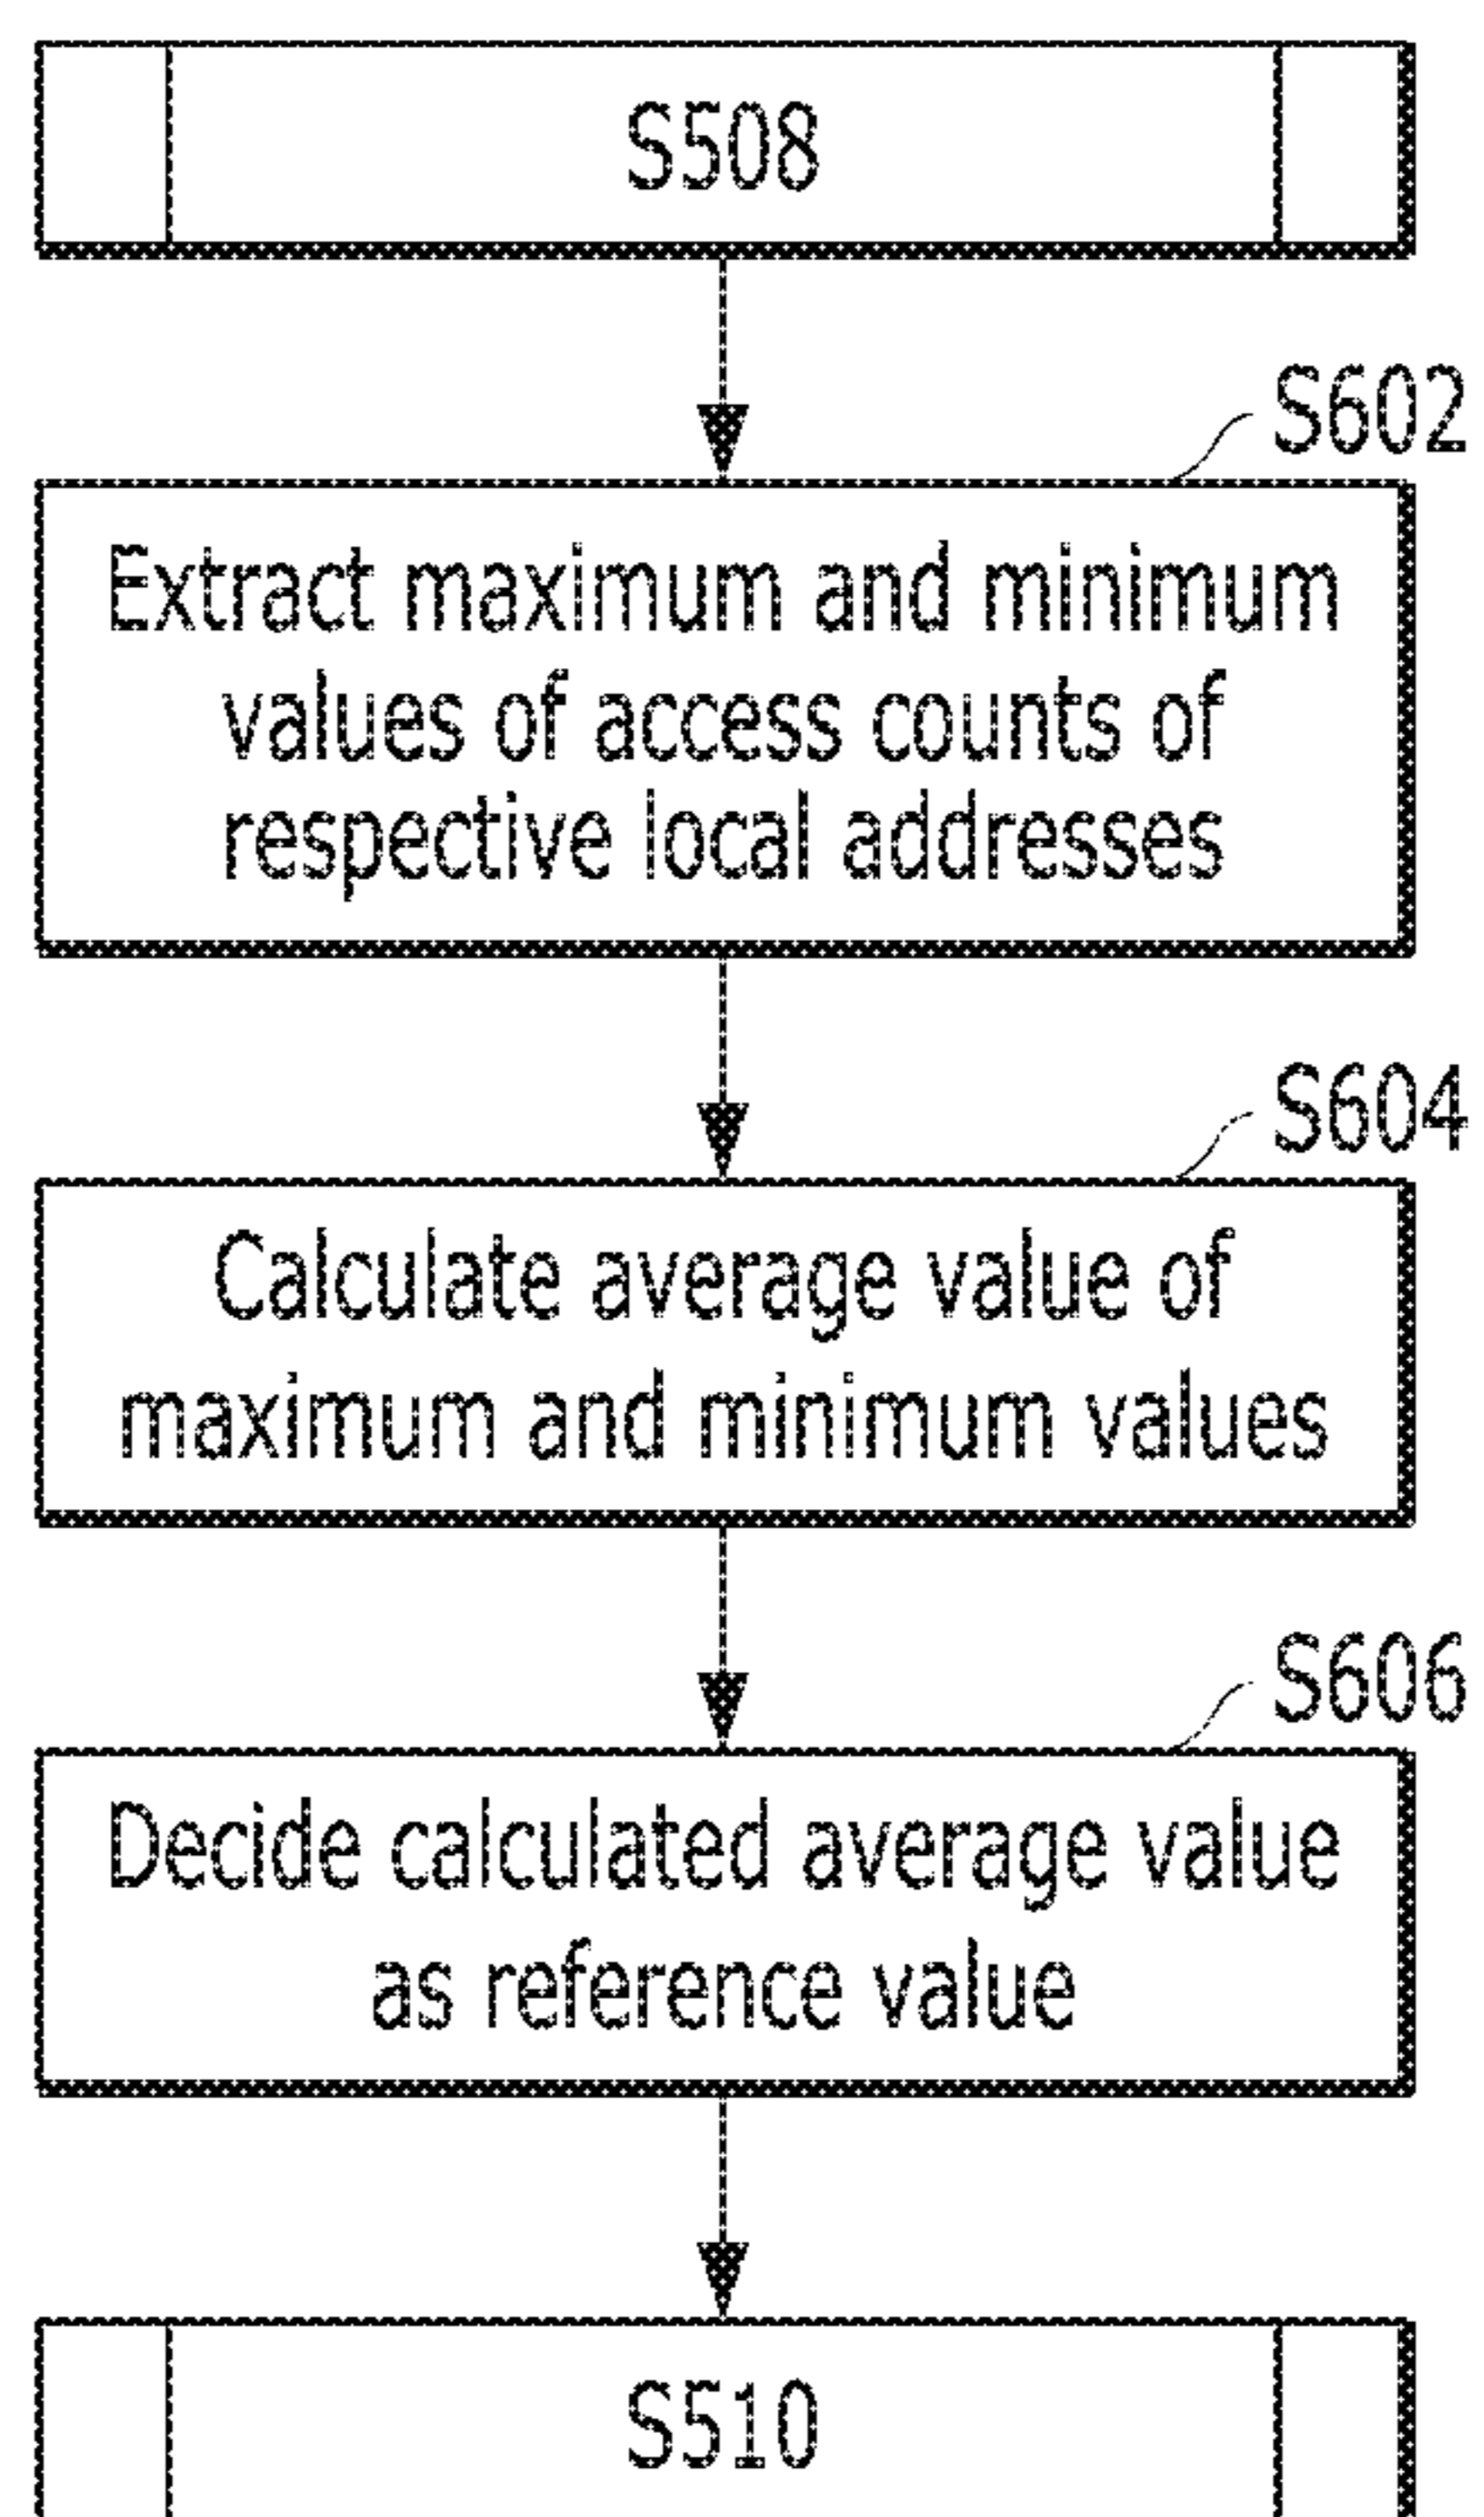 S508
S602
Extract maximum and minimum
values of access counts of
respective local addresses
S604
Calculate average value of
maximum and minimum values
S606
Decide calculated average value
as reference value
S510